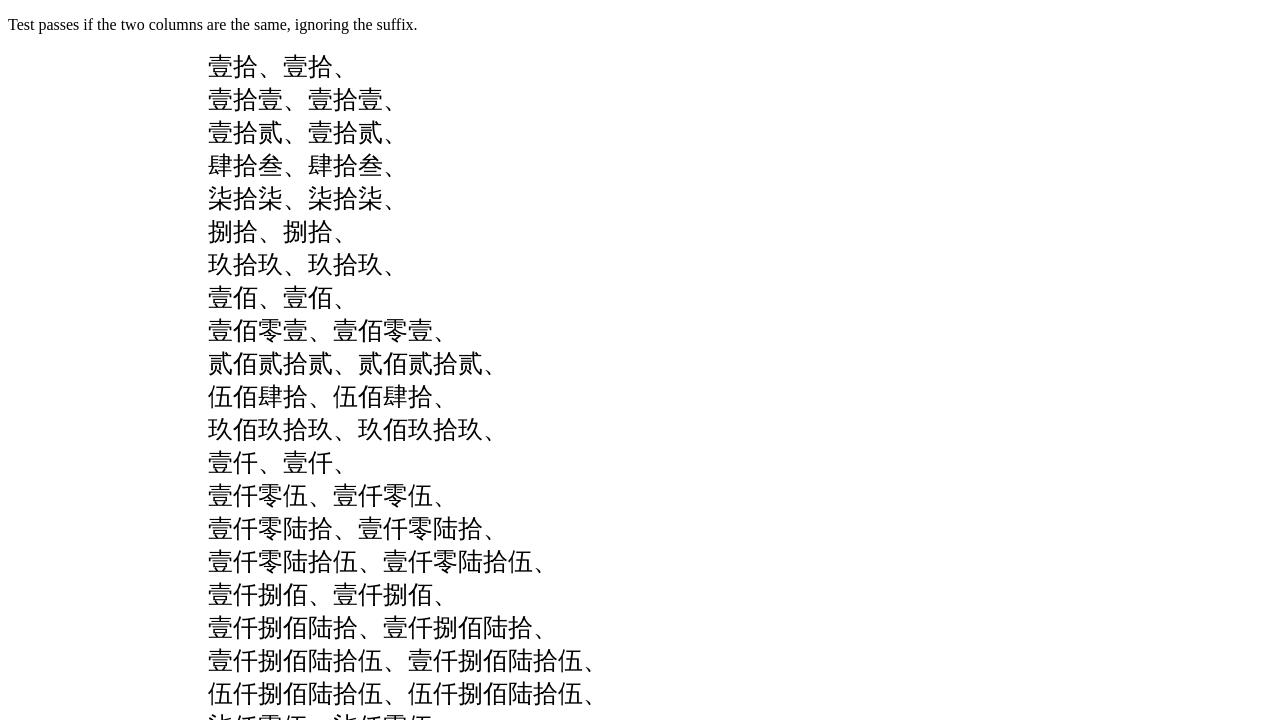 Test passes if the two columns are the same, ignoring the suffix.
壹拾、壹拾、
壹拾壹、壹拾壹、
壹拾贰、壹拾贰、
肆拾叁、肆拾叁、
柒拾柒、柒拾柒、
捌拾、捌拾、
玖拾玖、玖拾玖、
壹佰、壹佰、
壹佰零壹、壹佰零壹、
贰佰贰拾贰、贰佰贰拾贰、
伍佰肆拾、伍佰肆拾、
玖佰玖拾玖、玖佰玖拾玖、
壹仟、壹仟、
壹仟零伍、壹仟零伍、
壹仟零陆拾、壹仟零陆拾、
壹仟零陆拾伍、壹仟零陆拾伍、
壹仟捌佰、壹仟捌佰、
壹仟捌佰陆拾、壹仟捌佰陆拾、
壹仟捌佰陆拾伍、壹仟捌佰陆拾伍、
伍仟捌佰陆拾伍、伍仟捌佰陆拾伍、